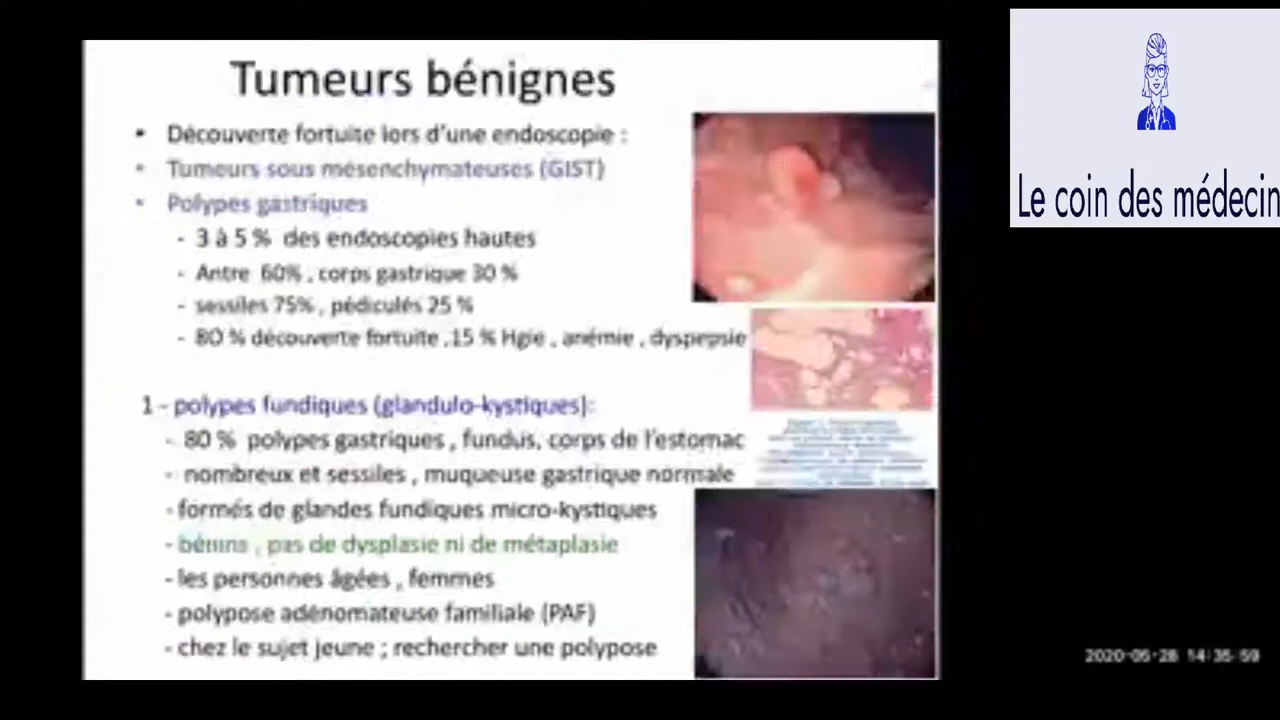 Tumeurs bénignes
• Découverte fortuite lors d'une endoscopie :
• Tumeurs sous mesenchymateuses (GIST)
• Polypes gastriques
- 3 à 5 % des endoscopies hautes
- Antre 60% , corps gastrique 30 %
- sessiles 75% , pédiculés 25 %
- 80 % découverte fortuite ,15 % Hgie , anémie , dyspepsie
1 - polypes fundiques (glandulo-kystiques):
- 80 % polypes gastriques , fundus, corps de l'estomac
- nombreux et sessiles , muqueuse gastrique normale
- formés de glandes fundiques micro-kystiques
- bénins , pas de dysplasie ni de métaplasie
- les personnes âgées , femmes
- polypose adénomateuse familiale (PAF)
- chez le sujet jeune ; rechercher une polypose
Le coin des médecin
2020-05-28 14:35:59